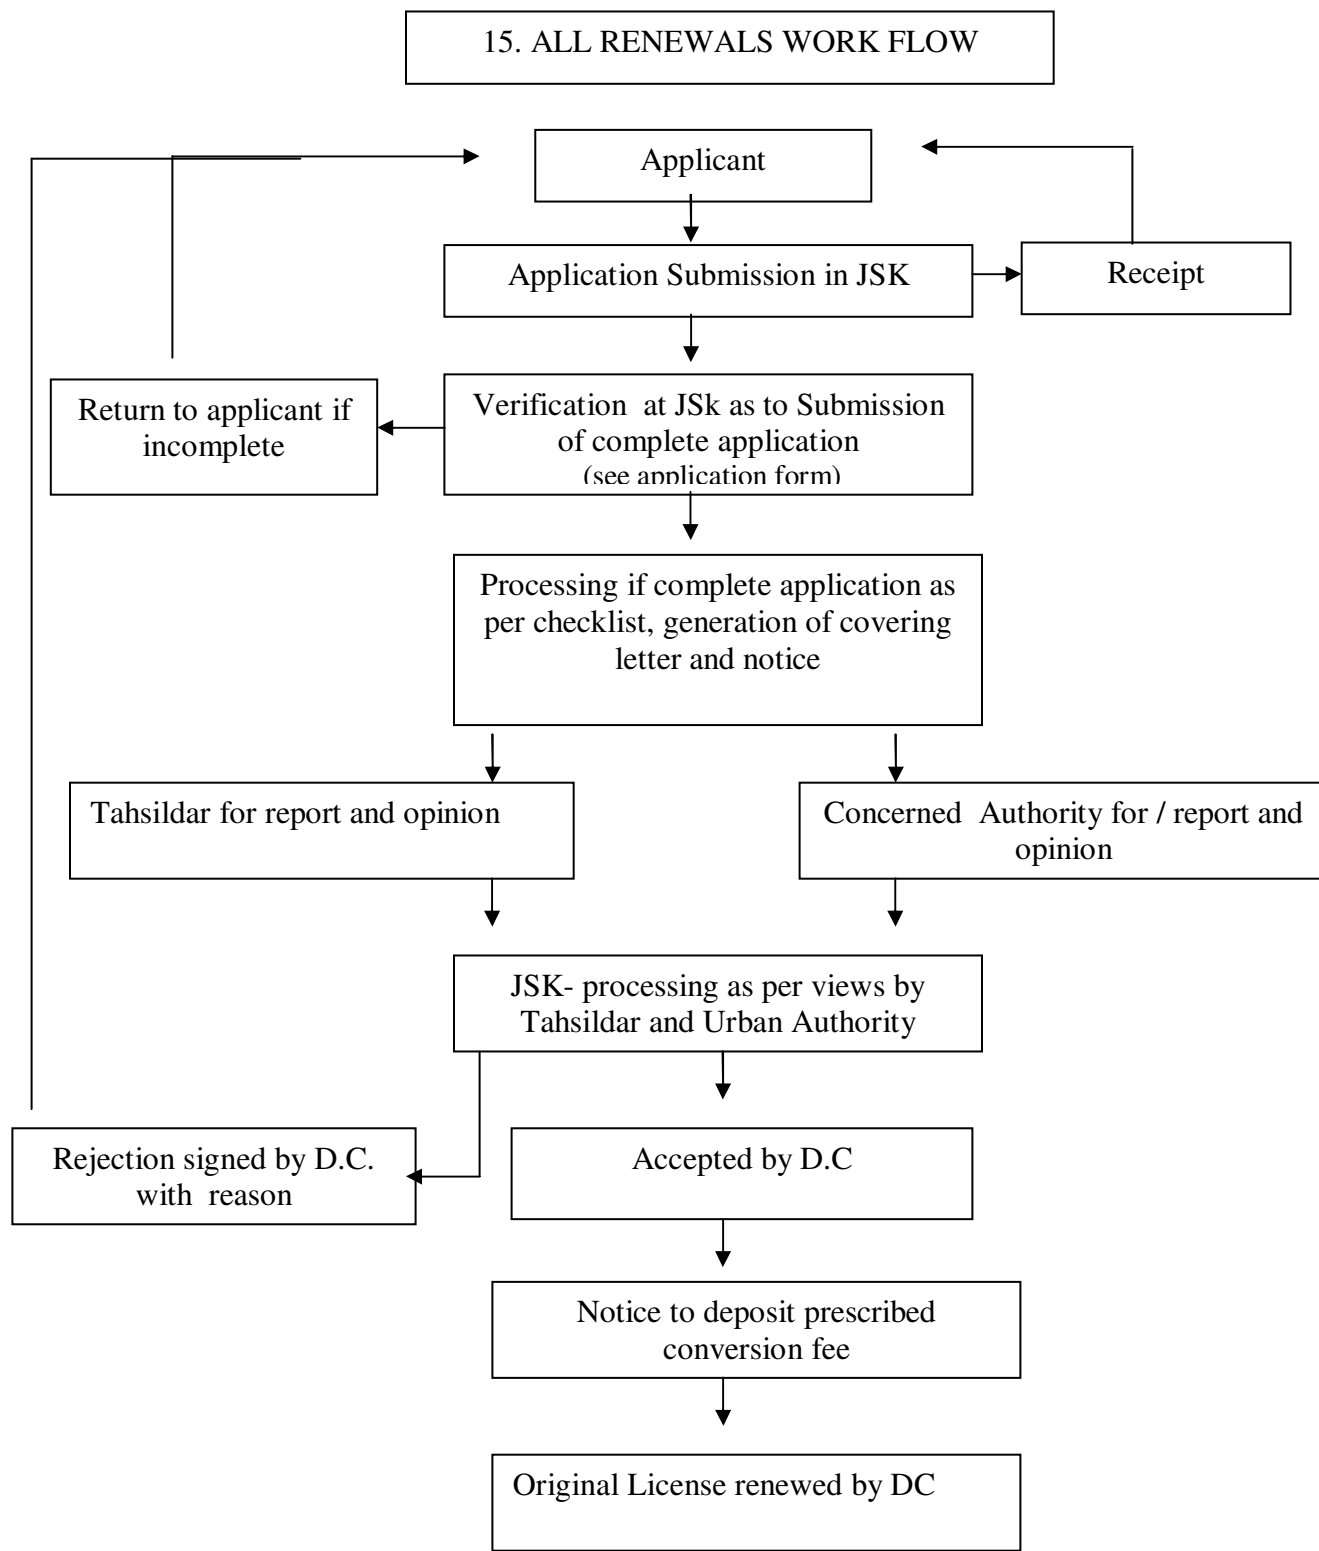 15. ALL RENEWALS WORK FLOW
Applicant
Application Submission in JSK
Receipt
Return to applicant if
incomplete
Verification at JSk as to Submission
of complete application
(see application form)
Processing if complete application as
per checklist, generation of covering
letter and notice
Tahsildar for report and opinion
Concerned Authority for / report and
opinion
JSK- processing as per views by
Tahsildar and Urban Authority
Rejection signed by D.C.
with reason
Accepted by D.C
Notice to deposit prescribed
conversion fee
Original License renewed by DC